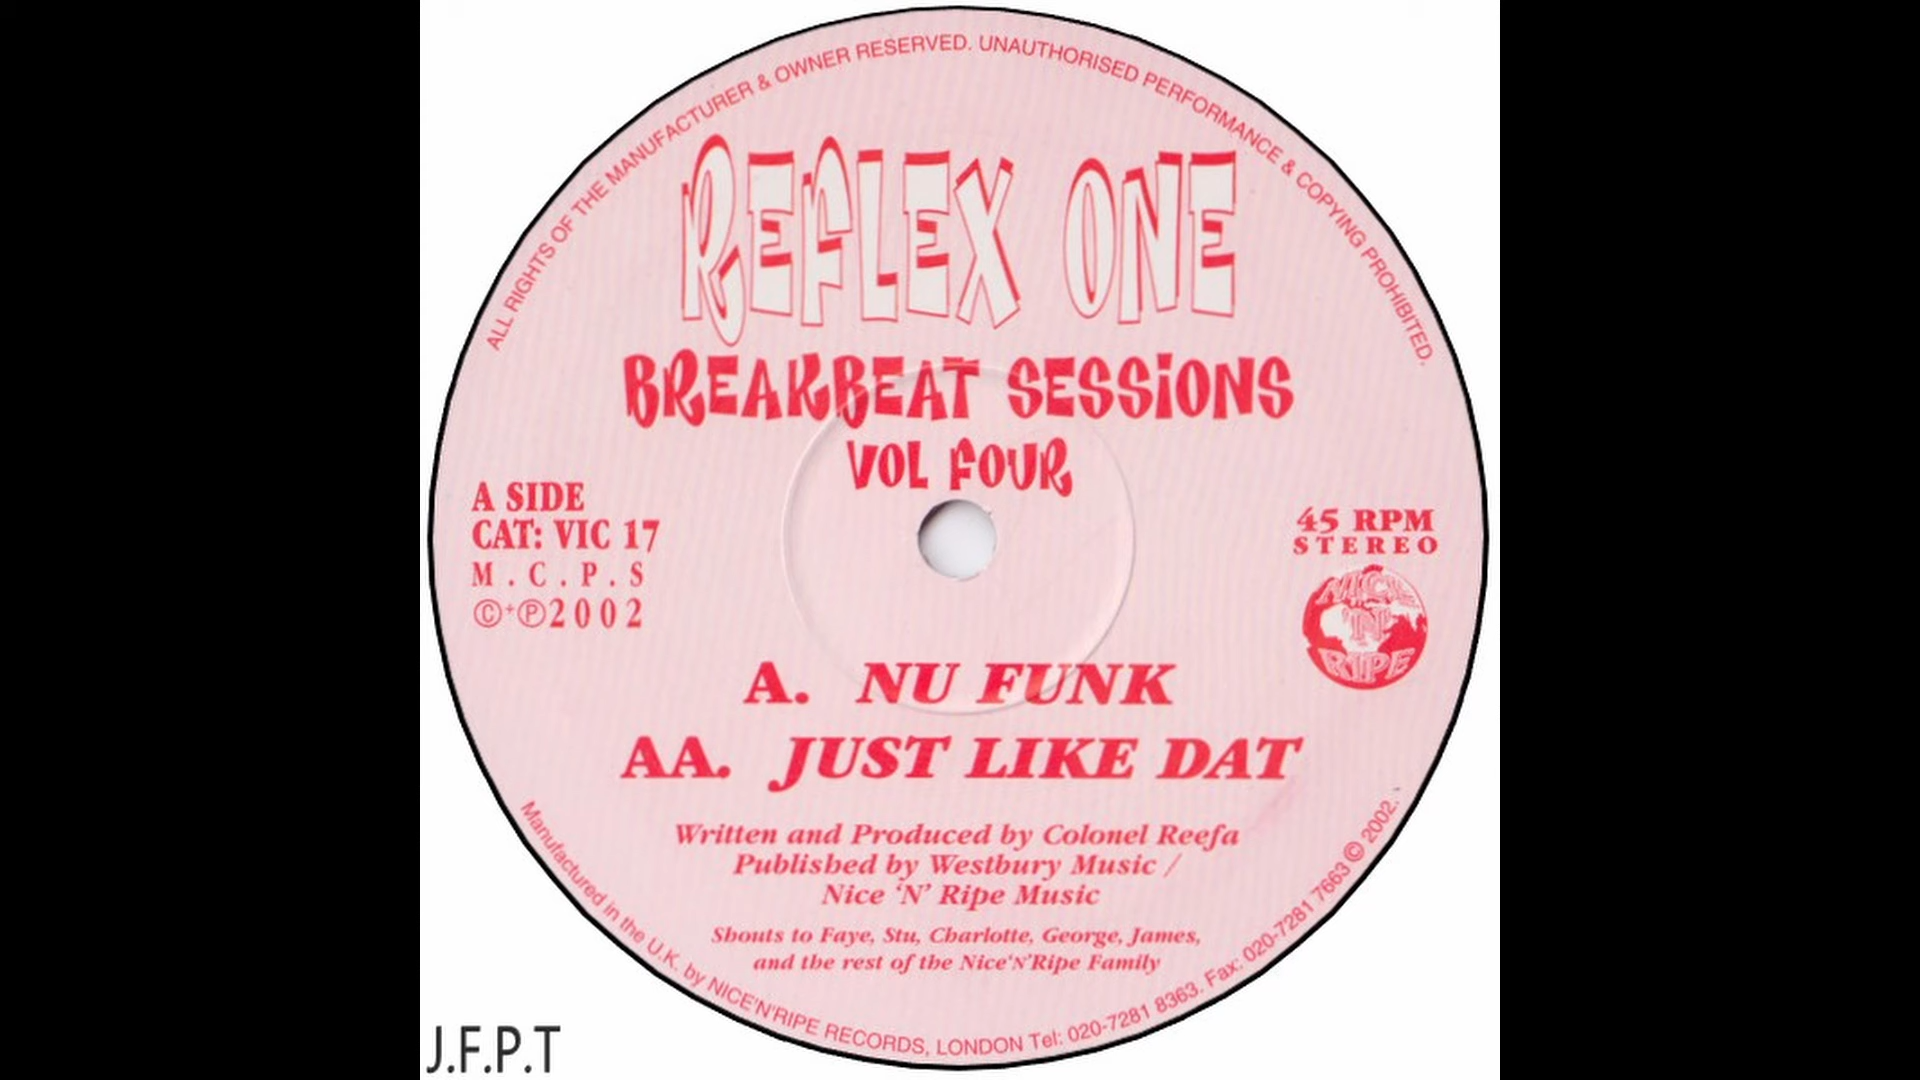 ALL RIGHTS OF THE MANUFACTURER & OWNER RESERVED. UNAUTHORISED PERFORMANCE & COPYING PROHIBITED.
REFLEX ONE
BREAKBEAT SESSIONS
VOL FOUR
A SIDE
CAT: VIC 17
M.C.P.S
©+℗2002
45 RPM
STEREO
NICE
'N'
RIPE
A. NU FUNK
AA. JUST LIKE DAT
Written and Produced by Colonel Reefa
Published by Westbury Music /
Nice 'N' Ripe Music
Shouts to Faye, Stu, Charlotte, George, James,
and the rest of the Nice'N'Ripe Family
Manufactured in the U.K. by NICE'N'RIPE RECORDS, LONDON Tel: 020-7281 8363. Fax: 020-7281 7663 © 2002.
J.F.P.T